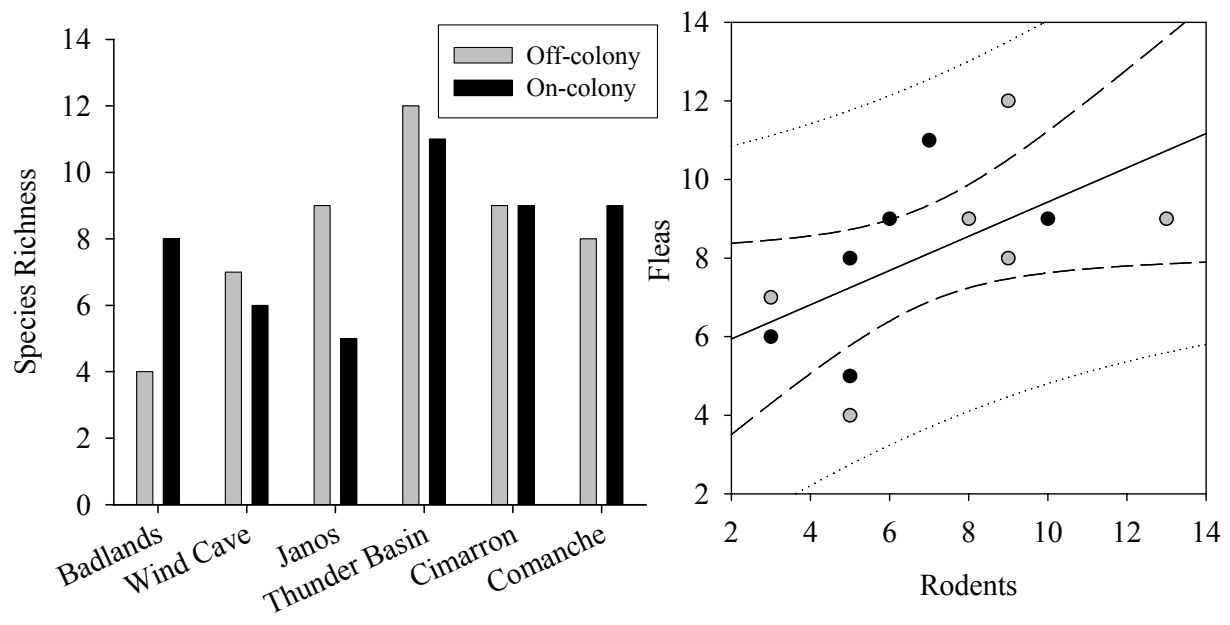 Species Richness
14
12
10
8
6
4
2
0
Off-colony
On-colony
Badlands
Wind Cave
Janos
Thunder Basin
Cimarron
Comanche
Fleas
14
12
10
8
6
4
2
2 4 6 8 10 12 14
Rodents